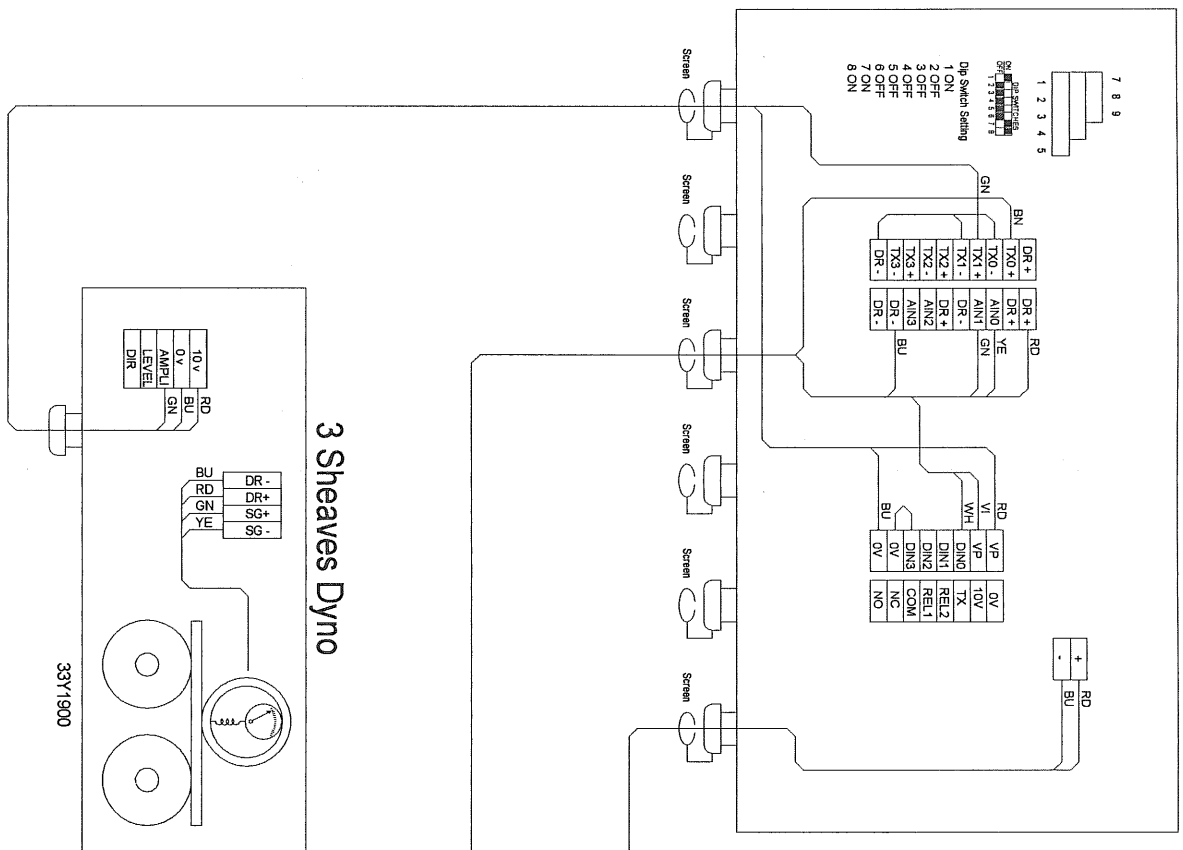 7 8 9
1 2 3 4 5
DIP SWITCHES
ON
OFF
1 2 3 4 5 6 7 8
Dip Switch Setting
1 ON
2 OFF
3 OFF
4 OFF
5 OFF
6 OFF
7 ON
8 ON
Screen
Screen
Screen
Screen
Screen
Screen
GN
BN
DR +
TX0 +
TX0 -
TX1 +
TX1 -
TX2 +
TX2 -
TX3 +
TX3 -
DR -
DR +
DR +
AIN0
AIN1
DR -
DR +
AIN2
AIN3
DR -
DR -
RD
YE
GN
BU
RD
VI
WH
BU
VP
VP
DIN0
DIN1
DIN2
DIN3
0V
0V
0V
10V
TX
REL2
REL1
COM
NC
NO
+
-
RD
BU
10 v
0 v
AMPLI
LEVEL
DIR
RD
BU
GN
BU DR -
RD DR+
GN SG+
YE SG -
3 Sheaves Dyno
33Y1900